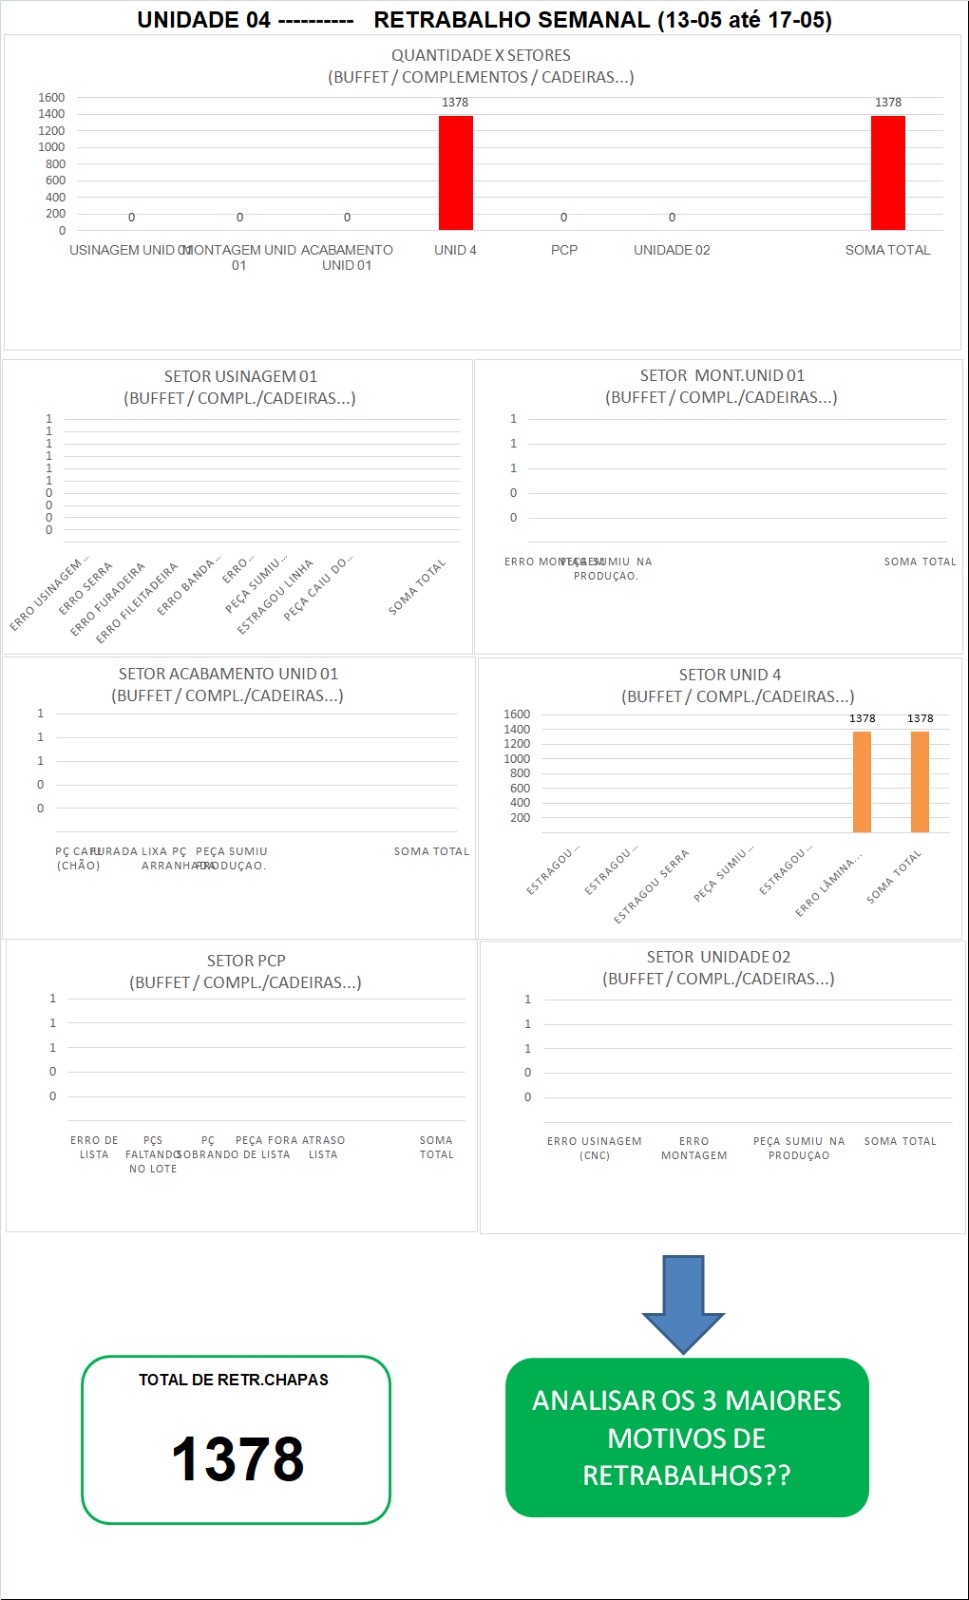 UNIDADE 04 ---------- RETRABALHO SEMANAL (13-05 até 17-05)
QUANTIDADE X SETORES
(BUFFET / COMPLEMENTOS / CADEIRAS...)
1600
1400
1200
1000
800
600
400
200
0
0
0
0
1378
0
0
1378
USINAGEM UNID 01
MONTAGEM UNID
01
ACABAMENTO
UNID 01
UNID 4
PCP
UNIDADE 02
SOMA TOTAL
SETOR USINAGEM 01
(BUFFET / COMPL./CADEIRAS...)
1
1
1
1
1
1
0
0
0
0
ERRO USINAGEM...
ERRO SERRA
ERRO FURADEIRA
ERRO FILEITADEIRA
ERRO BANDA...
ERRO...
PEÇA SUMIU...
ESTRAGOU LINHA
PEÇA CAIU DO...
SOMA TOTAL
SETOR MONT.UNID 01
(BUFFET / COMPL./CADEIRAS...)
1
1
1
0
0
ERRO MONTAGEM
PEÇA SUMIU NA
PRODUÇAO.
SOMA TOTAL
SETOR ACABAMENTO UNID 01
(BUFFET / COMPL./CADEIRAS...)
1
1
1
0
0
PÇ CAIU
(CHÃO)
FURADA LIXA
PÇ
ARRANHADA
PEÇA SUMIU
PRODUÇAO.
SOMA TOTAL
SETOR UNID 4
(BUFFET / COMPL./CADEIRAS...)
1600
1400
1200
1000
800
600
400
200
1378
1378
ESTRAGOU...
ESTRAGOU...
ESTRAGOU SERRA
PEÇA SUMIU...
ESTRAGOU...
ERRO LÂMINA...
SOMA TOTAL
SETOR PCP
(BUFFET / COMPL./CADEIRAS...)
1
1
1
0
0
ERRO DE
LISTA
PÇS
FALTANDO
NO LOTE
PÇ
SOBRANDO
PEÇA FORA
DE LISTA
ATRASO
LISTA
SOMA
TOTAL
SETOR UNIDADE 02
(BUFFET / COMPL./CADEIRAS...)
1
1
1
0
0
ERRO USINAGEM
(CNC)
ERRO
MONTAGEM
PEÇA SUMIU NA
PRODUÇAO
SOMA TOTAL
TOTAL DE RETR.CHAPAS
1378
ANALISAR OS 3 MAIORES
MOTIVOS DE
RETRABALHOS??